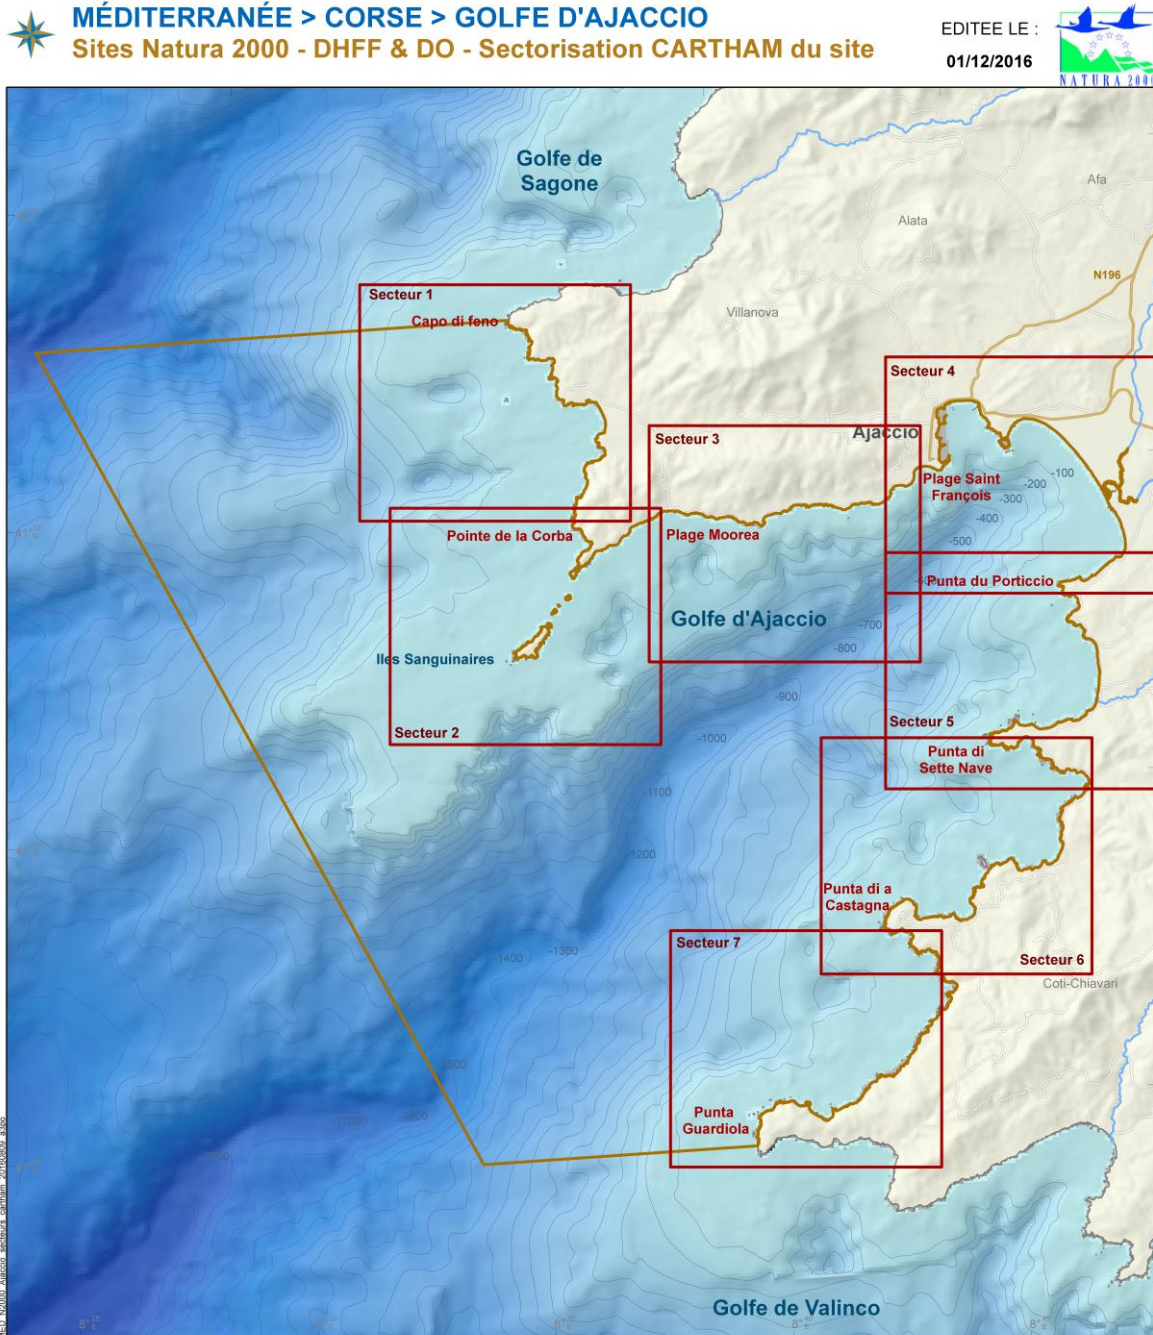 MÉDITERRANÉE > CORSE > GOLFE D'AJACCIO
Sites Natura 2000 - DHFF & DO - Sectorisation CARTHAM du site
EDITEE LE :
01/12/2016
NATURA 2000
Golfe de
Sagone
Afa
Alata
N196
Secteur 1
Villanova
Capo di feno
Secteur 4
Ajaccio
Secteur 3
Plage Saint
François
-100
-200
-300
-400
-500
Pointe de la Corba
Plage Moorea
Punta du Porticcio
Golfe d'Ajaccio
-700
-800
Iles Sanguinaires
-900
Secteur 2
-1000
Secteur 5
Punta di
Sette Nave
-1100
-1200
Punta di a
Castagna
Secteur 7
-1300
-1400
Secteur 6
Coti-Chiavari
Punta
Guardiola
Golfe de Valinco